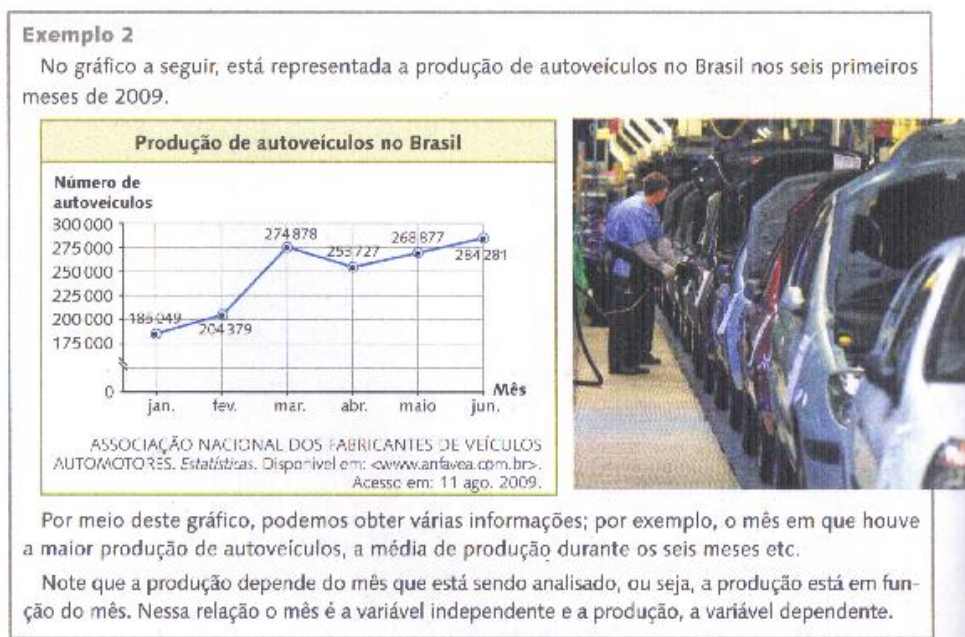 Exemplo 2
No gráfico a seguir, está representada a produção de autoveículos no Brasil nos seis primeiros
meses de 2009.
Produção de autoveículos no Brasil
Número de
autoveículos
300 000
275 000
250 000
225 000
200 000
175 000
0
185 049
204 379
274 878
253 727
268 877
284 281
Mês
jan.
fev.
mar.
abr.
maio
jun.
ASSOCIAÇÃO NACIONAL DOS FABRICANTES DE VEÍCULOS
AUTOMOTORES. Estatísticas. Disponível em: <www.anfavea.com.br>.
Acesso em: 11 ago. 2009.
Por meio deste gráfico, podemos obter várias informações; por exemplo, o mês em que houve
a maior produção de autoveículos, a média de produção durante os seis meses etc.
Note que a produção depende do mês que está sendo analisado, ou seja, a produção está em fun-
ção do mês. Nessa relação o mês é a variável independente e a produção, a variável dependente.